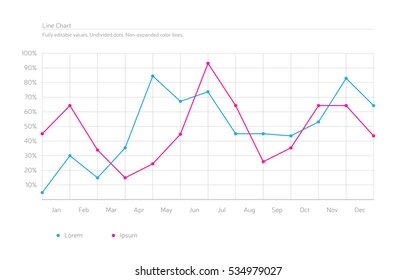 Line Chart
Fully editable values. Undivided dots. Non-expanded color lines.
100%
90%
80%
70%
60%
50%
40%
30%
20%
10%
Jan Feb Mar Apr May Jun Jul Aug Sep Oct Nov Dec
Lorem Ipsum
shutterstock.com · 534979027